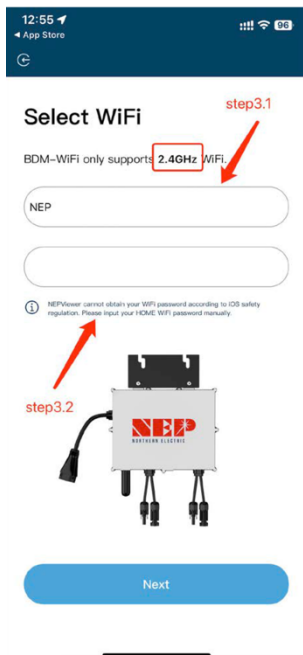 12:55
96
◄ App Store
Select WiFi
step3.1
BDM-WiFi only supports 2.4GHz WiFi.
NEP
NEPViewer cannot obtain your WiFi password according to iOS safety
regulation. Please input your HOME WiFi password manually.
step3.2
NEP
NORTHERN ELECTRIC
Next